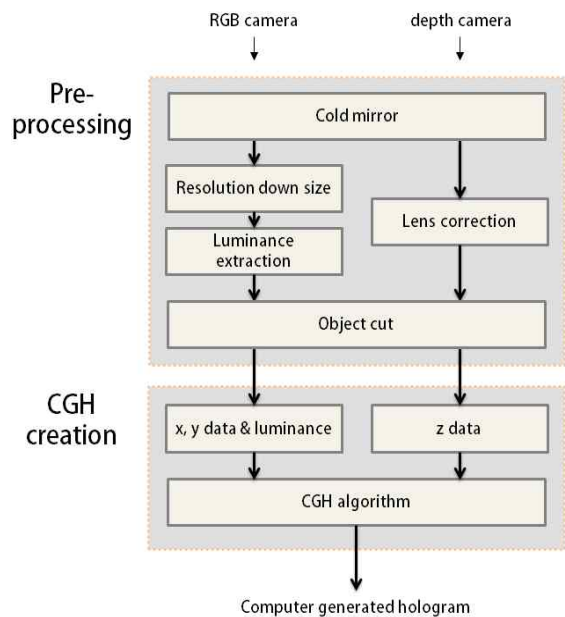 RGB camera
depth camera
Pre-
processing
Cold mirror
Resolution down size
Luminance
extraction
Lens correction
Object cut
CGH
creation
x, y data & luminance
z data
CGH algorithm
Computer generated hologram